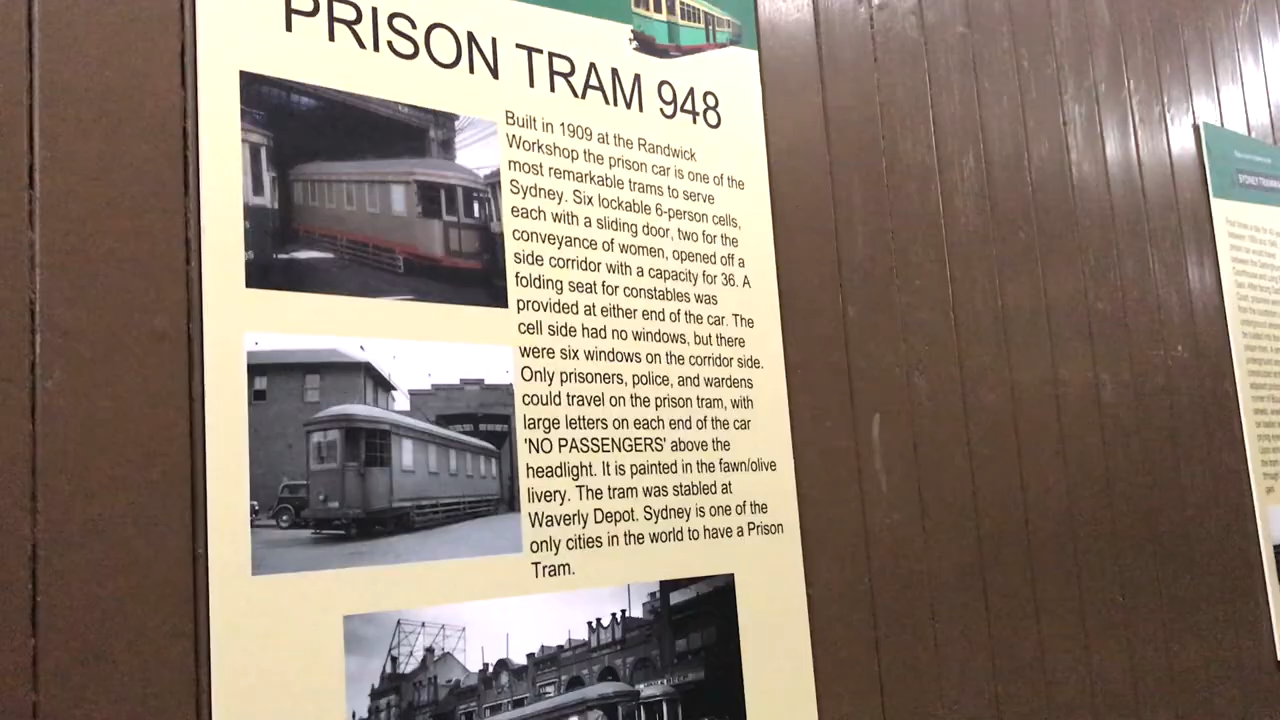 PRISON TRAM 948
Built in 1909 at the Randwick
Workshop the prison car is one of the
most remarkable trams to serve
Sydney. Six lockable 6-person cells,
each with a sliding door, two for the
conveyance of women, opened off a
side corridor with a capacity for 36. A
folding seat for constables was
provided at either end of the car. The
cell side had no windows, but there
were six windows on the corridor side.
Only prisoners, police, and wardens
could travel on the prison tram, with
large letters on each end of the car
'NO PASSENGERS' above the
headlight. It is painted in the fawn/olive
livery. The tram was stabled at
Waverly Depot. Sydney is one of the
only cities in the world to have a Prison
Tram.
SYDNEY